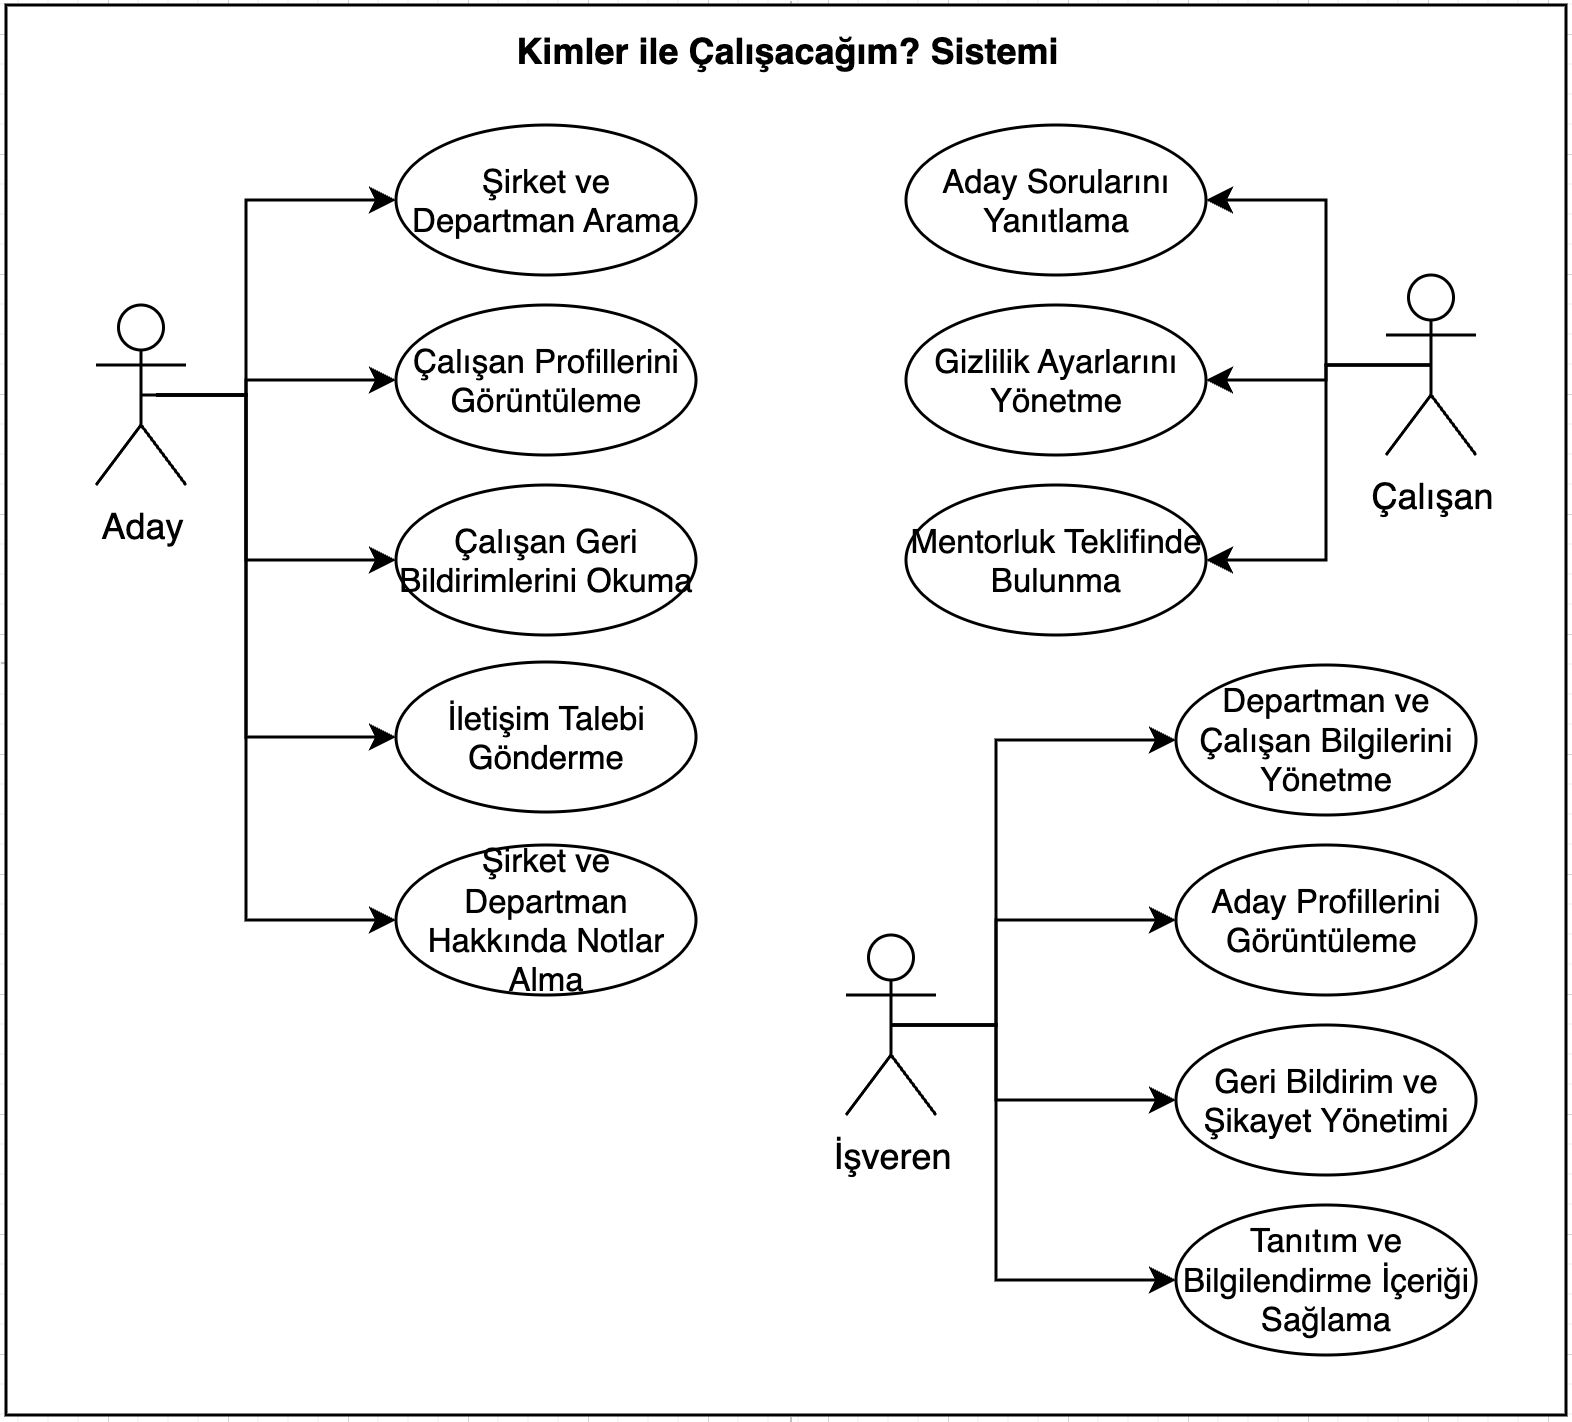 Kimler ile Çalışacağım? Sistemi
Şirket ve
Departman Arama
Çalışan Profillerini
Görüntüleme
Aday
Çalışan Geri
Bildirimlerini Okuma
İletişim Talebi
Gönderme
Şirket ve
Departman
Hakkında Notlar
Alma
Aday Sorularını
Yanıtlama
Gizlilik Ayarlarını
Yönetme
Çalışan
Mentorluk Teklifinde
Bulunma
Departman ve
Çalışan Bilgilerini
Yönetme
Aday Profillerini
Görüntüleme
İşveren
Geri Bildirim ve
Şikayet Yönetimi
Tanıtım ve
Bilgilendirme İçeriği
Sağlama